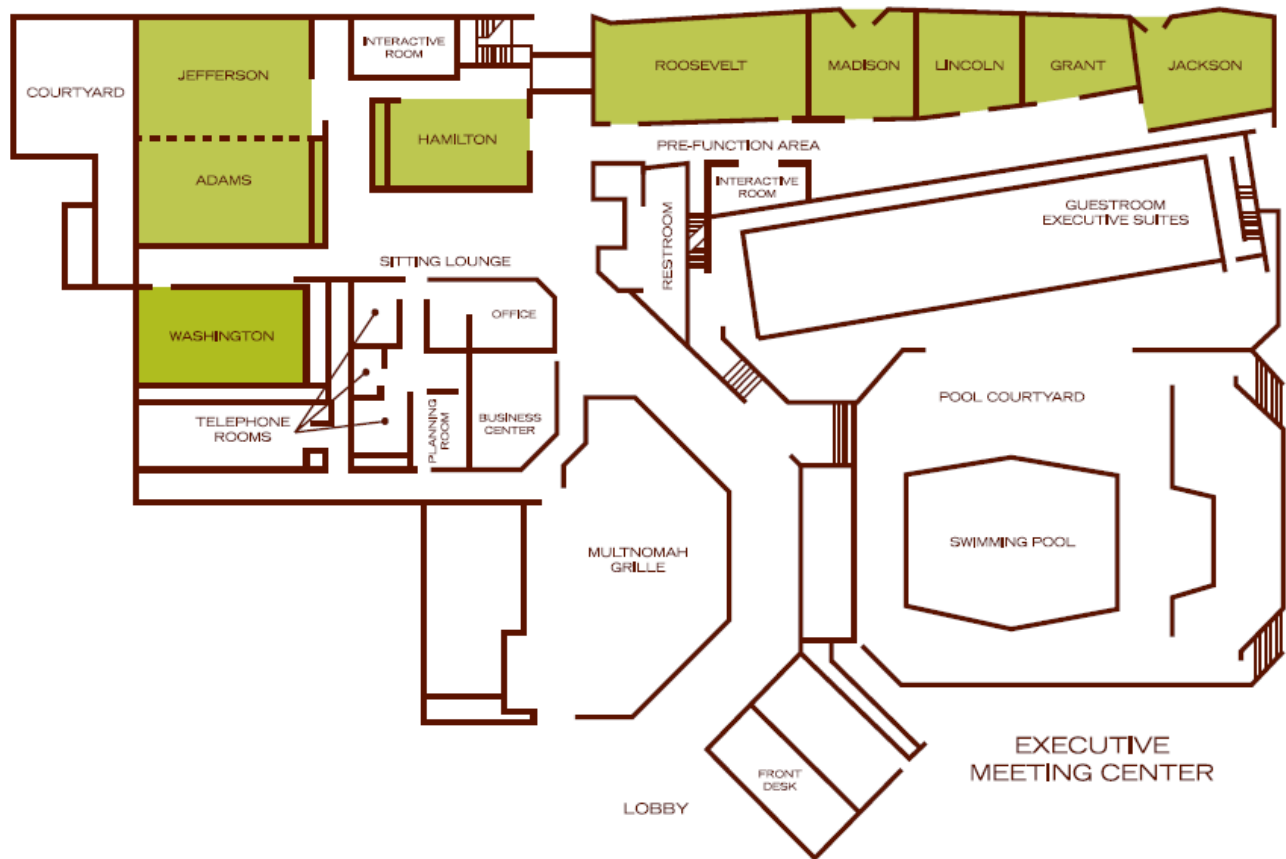 INTERACTIVE
ROOM
JEFFERSON
COURTYARD
ROOSEVELT
MADISON
LINCOLN
GRANT
JACKSON
HAMILTON
PRE-FUNCTION AREA
ADAMS
INTERACTIVE
ROOM
GUESTROOM
EXECUTIVE SUITES
RESTROOM
SITTING LOUNGE
OFFICE
WASHINGTON
TELEPHONE
ROOMS
PLANNING
ROOM
BUSINESS
CENTER
POOL COURTYARD
MULTNOMAH
GRILLE
SWIMMING POOL
EXECUTIVE
MEETING CENTER
FRONT
DESK
LOBBY